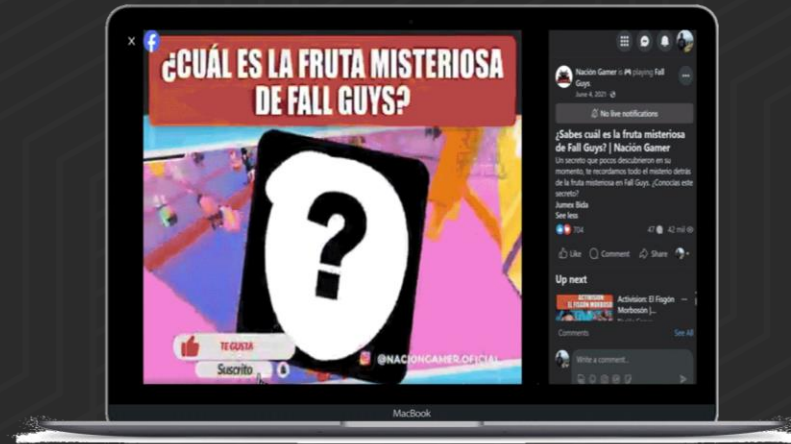 ¿CUÁL ES LA FRUTA MISTERIOSA
DE FALL GUYS?
?
TE GUSTA
Suscrito
@NACIONGAMER.OFICIAL
x
f
Nación Gamer is playing Fall
Guys.
June 4, 2021
No live notifications
¿Sabes cuál es la fruta misteriosa
de Fall Guys? | Nación Gamer
Un secreto que pocos descubrieron en su
momento, te recordamos todo el misterio detrás
de la fruta misteriosa en Fall Guys. ¿Conocías este
secreto?
Jumex Bida
See less
704
47
42 mil
Like
Comment
Share
Up next
ACTIVISION:
EL FISGÓN MORBOSO
Activision: El Fisgón
Morbosón |...
Comments
See All
Write a comment...
MacBook